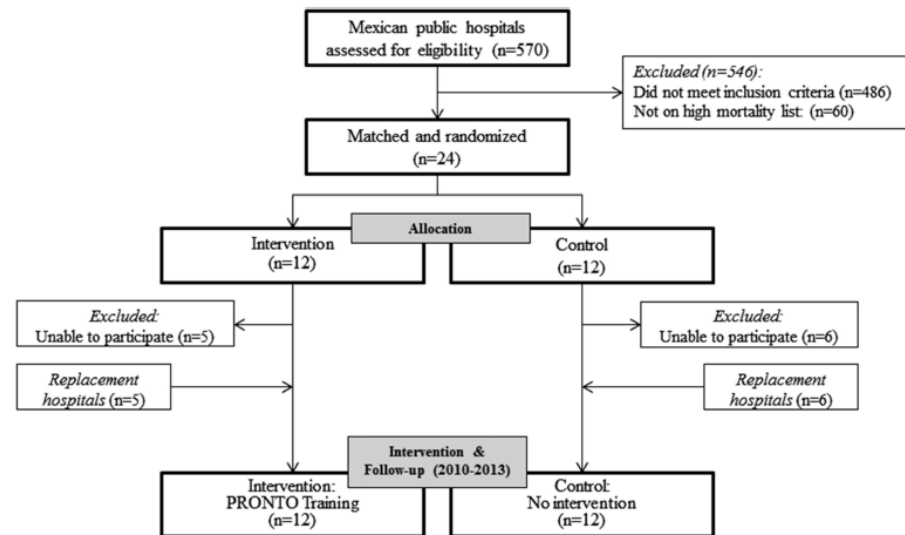 Mexican public hospitals
assessed for eligibility (n=570)
Excluded (n=546):
Did not meet inclusion criteria (n=486)
Not on high mortality list: (n=60)
Matched and randomized
(n=24)
Allocation
Intervention
(n=12)
Control
(n=12)
Excluded:
Unable to participate (n=5)
Excluded:
Unable to participate (n=6)
Replacement
hospitals (n=5)
Replacement
hospitals (n=6)
Intervention &
Follow-up (2010-2013)
Intervention:
PRONTO Training
(n=12)
Control:
No intervention
(n=12)